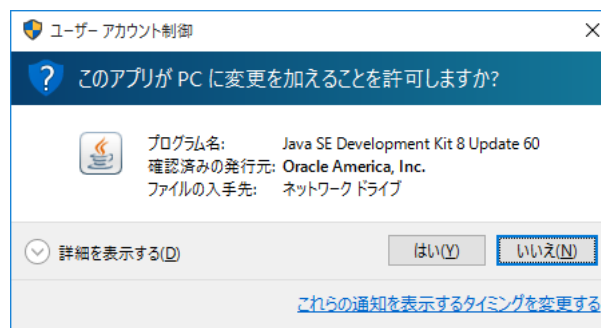 ユーザー アカウント制御
このアプリが PC に変更を加えることを許可しますか?
プログラム名: Java SE Development Kit 8 Update 60
確認済みの発行元: Oracle America, Inc.
ファイルの入手先: ネットワーク ドライブ
詳細を表示する(D)
はい(Y)
いいえ(N)
これらの通知を表示するタイミングを変更する